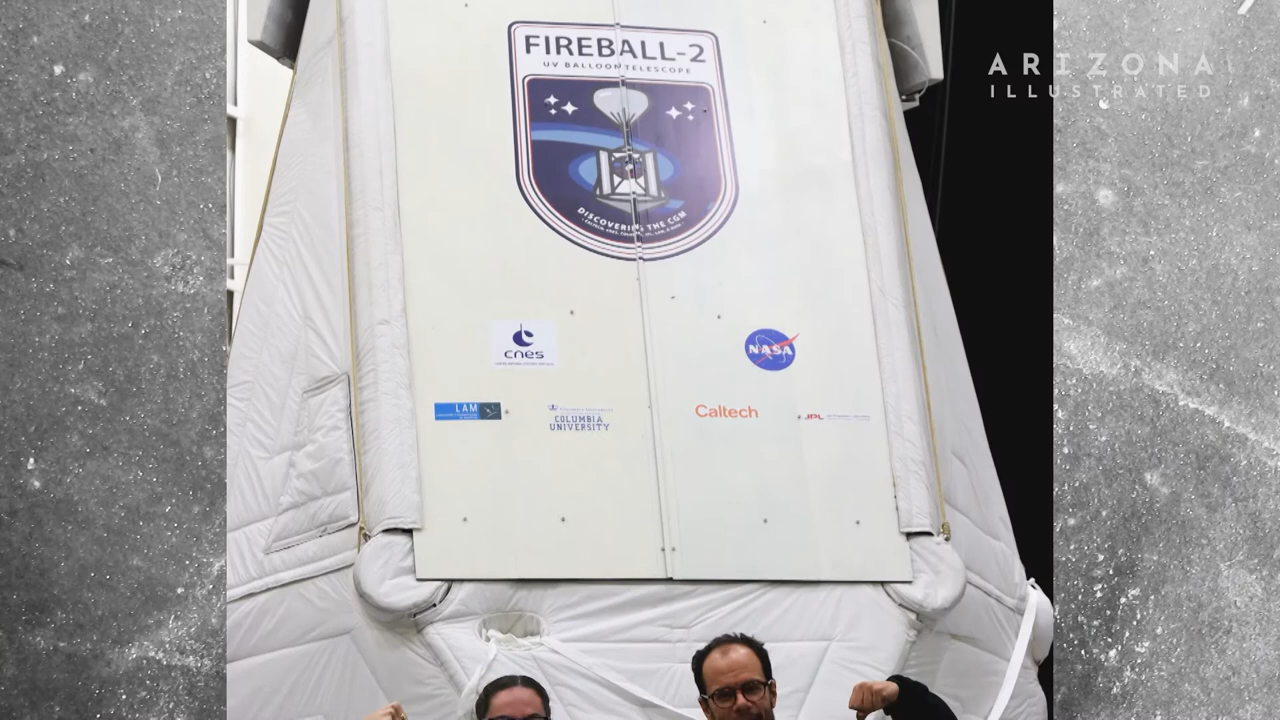 FIREBALL-2
UV BALLOON TELESCOPE
DISCOVERING THE CGM
ARIZONA
ILLUSTRATED
cnes
NASA
LAM
COLUMBIA
UNIVERSITY
Caltech
JPL